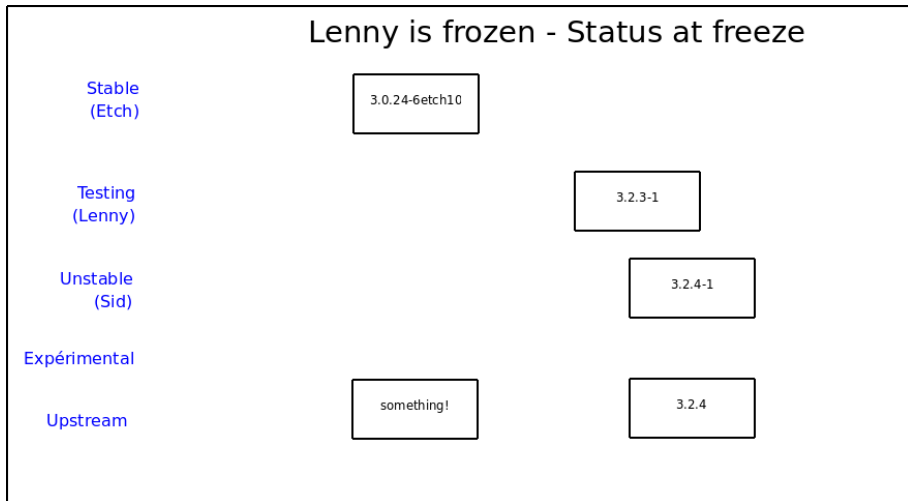 Lenny is frozen - Status at freeze
Stable
(Etch)
3.0.24-6etch10
Testing
(Lenny)
3.2.3-1
Unstable
(Sid)
3.2.4-1
Expérimental
Upstream
something!
3.2.4